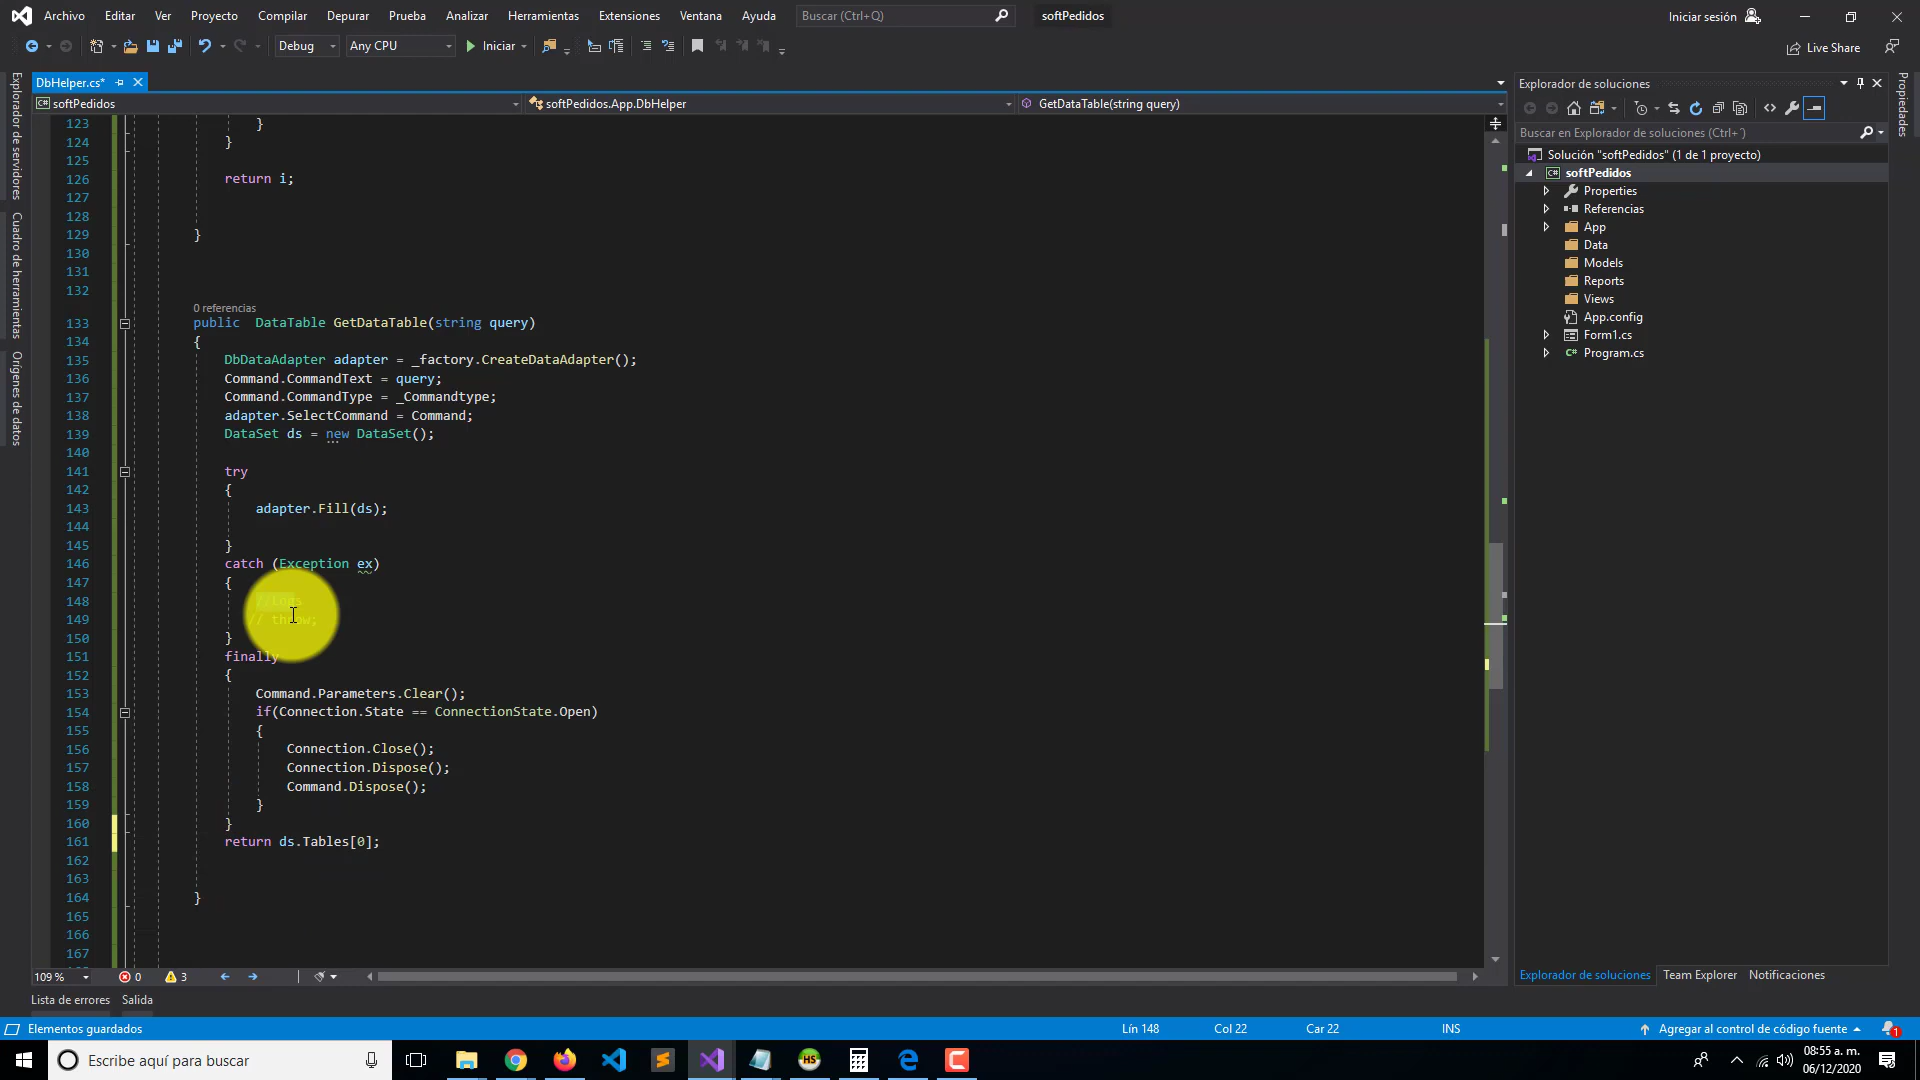 Archivo Editar Ver Proyecto Compilar Depurar Prueba Analizar Herramientas Extensiones Ventana Ayuda Buscar (Ctrl+Q) softPedidos Iniciar sesión
Debug Any CPU Iniciar Live Share
DbHelper.cs*
softPedidos softPedidos.App.DbHelper GetDataTable(string query)
123 }
124 }
125
126 return i;
127
128
129 }
130
131
132
0 referencias
133 public DataTable GetDataTable(string query)
134 {
135 DbDataAdapter adapter = _factory.CreateDataAdapter();
136 Command.CommandText = query;
137 Command.CommandType = _Commandtype;
138 adapter.SelectCommand = Command;
139 DataSet ds = new DataSet();
140
141 try
142 {
143 adapter.Fill(ds);
144
145 }
146 catch (Exception ex)
147 {
148 //Logs
149 // throw;
150 }
151 finally
152 {
153 Command.Parameters.Clear();
154 if(Connection.State == ConnectionState.Open)
155 {
156 Connection.Close();
157 Connection.Dispose();
158 Command.Dispose();
159 }
160 }
161 return ds.Tables[0];
162
163
164 }
165
166
167
109 % 0 3
Lista de errores Salida
Elementos guardados Lín 148 Col 22 Car 22 INS Agregar al control de código fuente 1
Explorador de servidores
Cuadro de herramientas
Orígenes de datos
Explorador de soluciones
Buscar en Explorador de soluciones (Ctrl+´)
Solución "softPedidos" (1 de 1 proyecto)
softPedidos
Properties
Referencias
App
Data
Models
Reports
Views
App.config
Form1.cs
Program.cs
Explorador de soluciones Team Explorer Notificaciones
Propiedades
Escribe aquí para buscar
HS
08:55 a. m.
06/12/2020